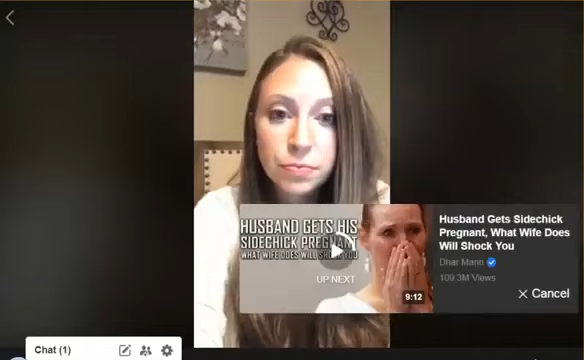 HUSBAND GETS HIS
SIDECHICK PREGNANT
WHAT WIFE DOES WILL SHOCK YOU
UP NEXT
9:12
Husband Gets Sidechick
Pregnant, What Wife Does
Will Shock You
Dhar Mann
109.3M Views
Cancel
Chat (1)